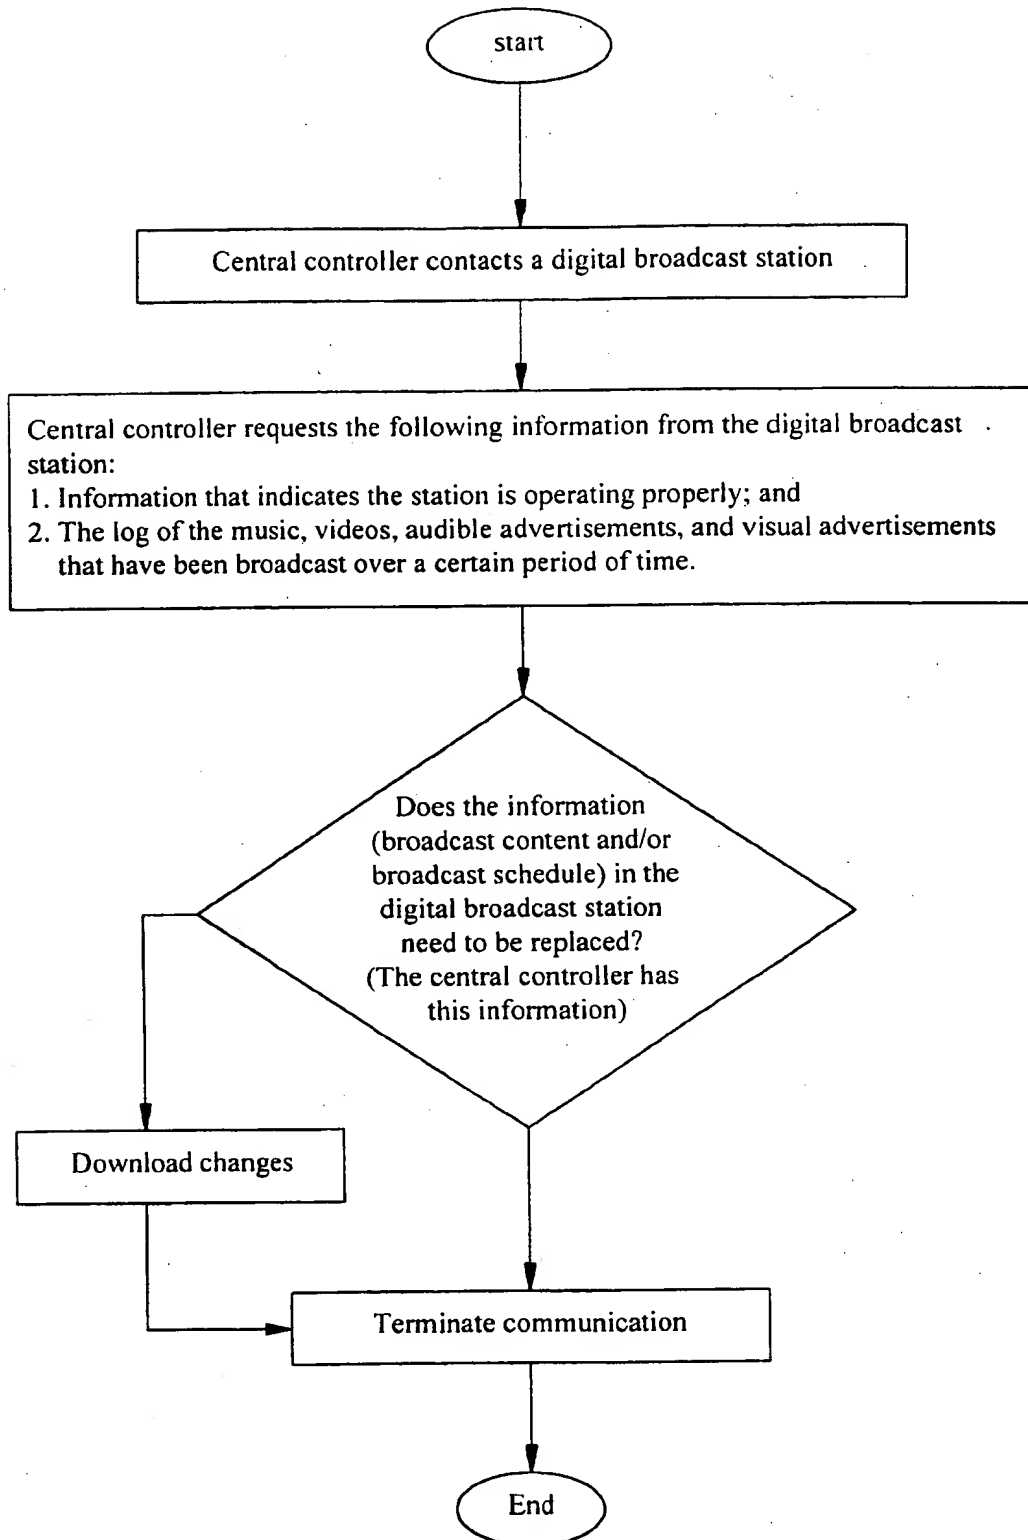 start
Central controller contacts a digital broadcast station
Central controller requests the following information from the digital broadcast
station:
1. Information that indicates the station is operating properly; and
2. The log of the music, videos, audible advertisements, and visual advertisements
that have been broadcast over a certain period of time.
Does the information
(broadcast content and/or
broadcast schedule) in the
digital broadcast station
need to be replaced?
(The central controller has
this information)
Download changes
Terminate communication
End